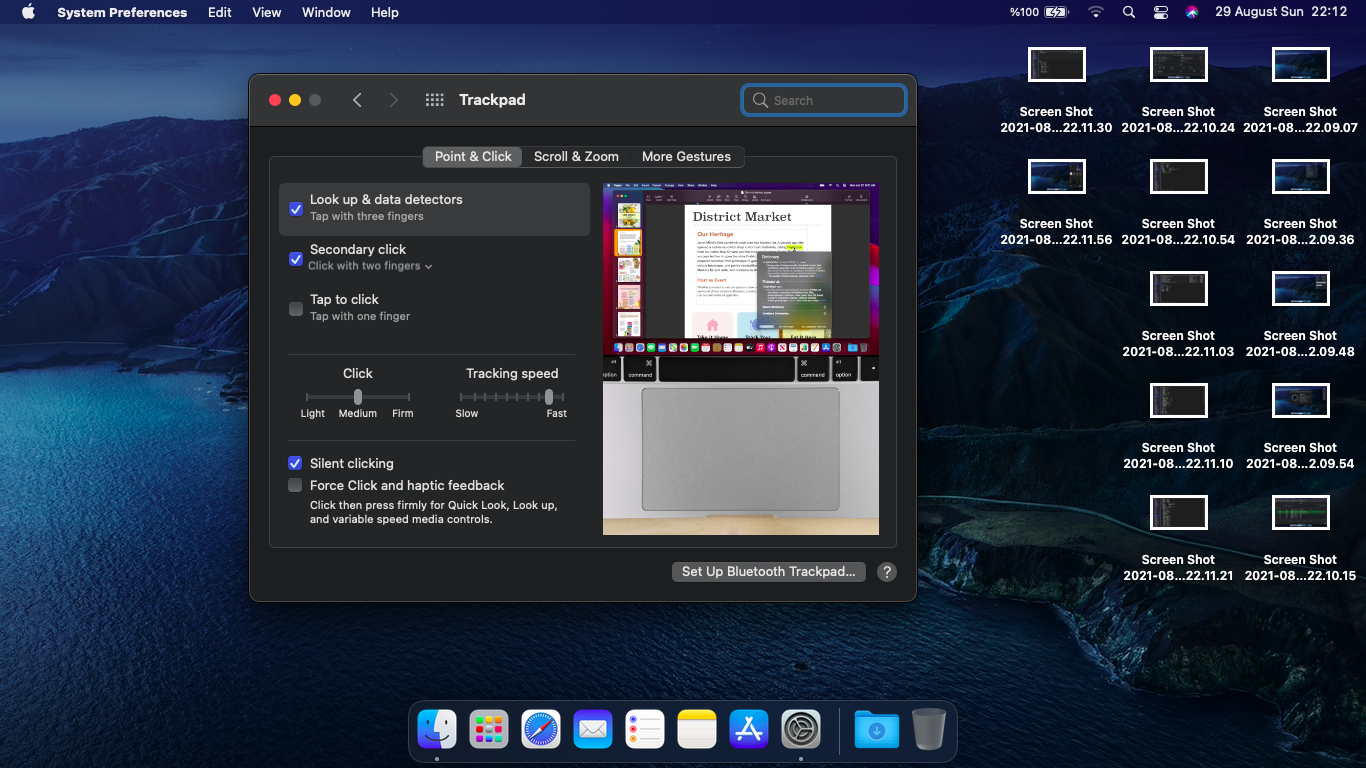 System Preferences Edit View Window Help %100 29 August Sun 22:12
Trackpad
Search
Point & Click Scroll & Zoom More Gestures
Look up & data detectors
Tap with three fingers
Secondary click
Click with two fingers
Tap to click
Tap with one finger
Click Tracking speed
Light Medium Firm Slow Fast
Silent clicking
Force Click and haptic feedback
Click then press firmly for Quick Look, Look up,
and variable speed media controls.
District Market
Our Heritage
command command option
Set Up Bluetooth Trackpad... ?
Screen Shot Screen Shot Screen Shot
2021-08...22.11.30 2021-08...22.10.24 2021-08...22.09.07
Screen Shot Screen Shot Screen Shot
2021-08...22.11.56 2021-08...22.10.54 2021-08...2.09.36
Screen Shot Screen Shot
2021-08...22.11.03 2021-08...2.09.48
Screen Shot Screen Shot
2021-08...22.11.10 2021-08...2.09.54
Screen Shot Screen Shot
2021-08...22.11.21 2021-08...22.10.15